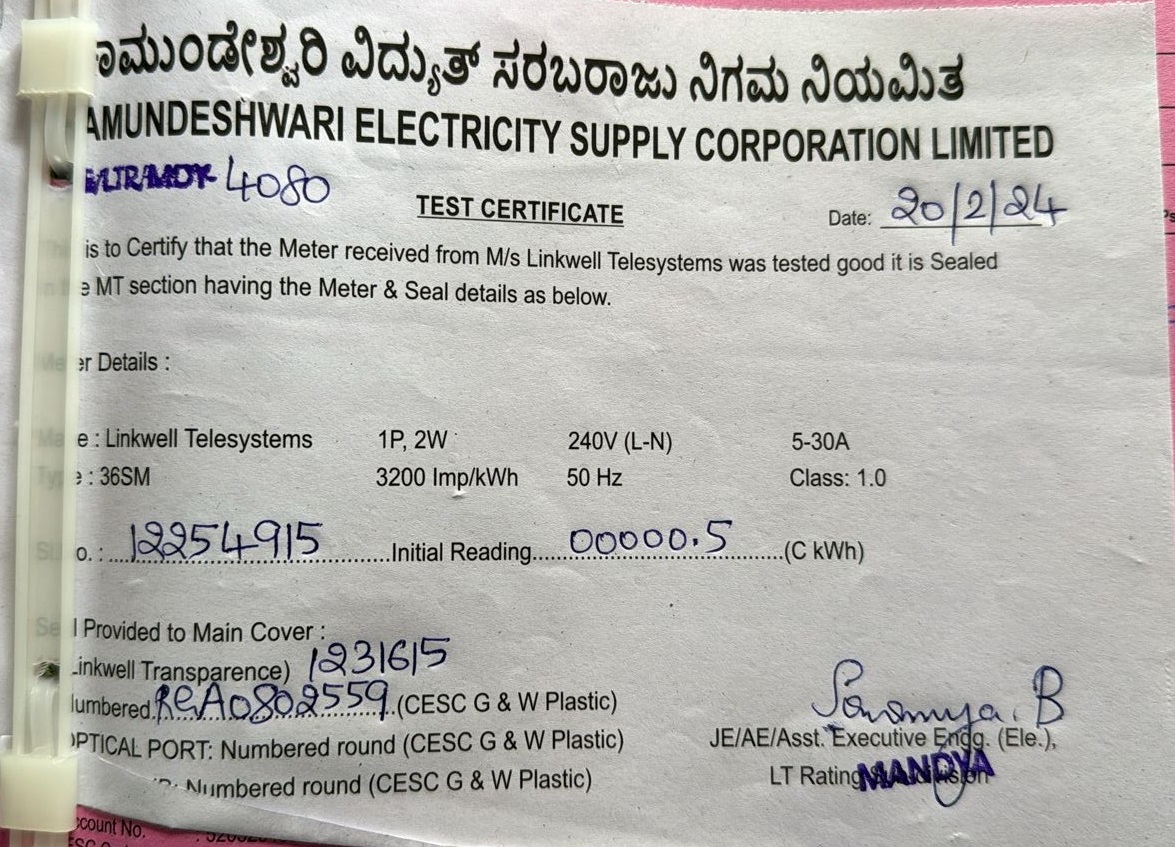 ಾಮುಂಡೇಶ್ವರಿ ವಿದ್ಯುತ್ ಸರಬರಾಜು ನಿಗಮ ನಿಯಮಿತ
AMUNDESHWARI ELECTRICITY SUPPLY CORPORATION LIMITED
4080
TEST CERTIFICATE Date: 20/2/24
is to Certify that the Meter received from M/s Linkwell Telesystems was tested good it is Sealed
e MT section having the Meter & Seal details as below.
er Details :
e : Linkwell Telesystems 1P, 2W 240V (L-N) 5-30A
e : 36SM 3200 Imp/kWh 50 Hz Class: 1.0
o. : 12254915 Initial Reading 00000.5 (C kWh)
l Provided to Main Cover :
Linkwell Transparence) 1231615
lumbered. (CESC G & W Plastic)
OPTICAL PORT: Numbered round (CESC G & W Plastic)
Numbered round (CESC G & W Plastic)
JE/AE/Asst. Executive Engg. (Ele.),
LT Rating MANDYA
ccount No.